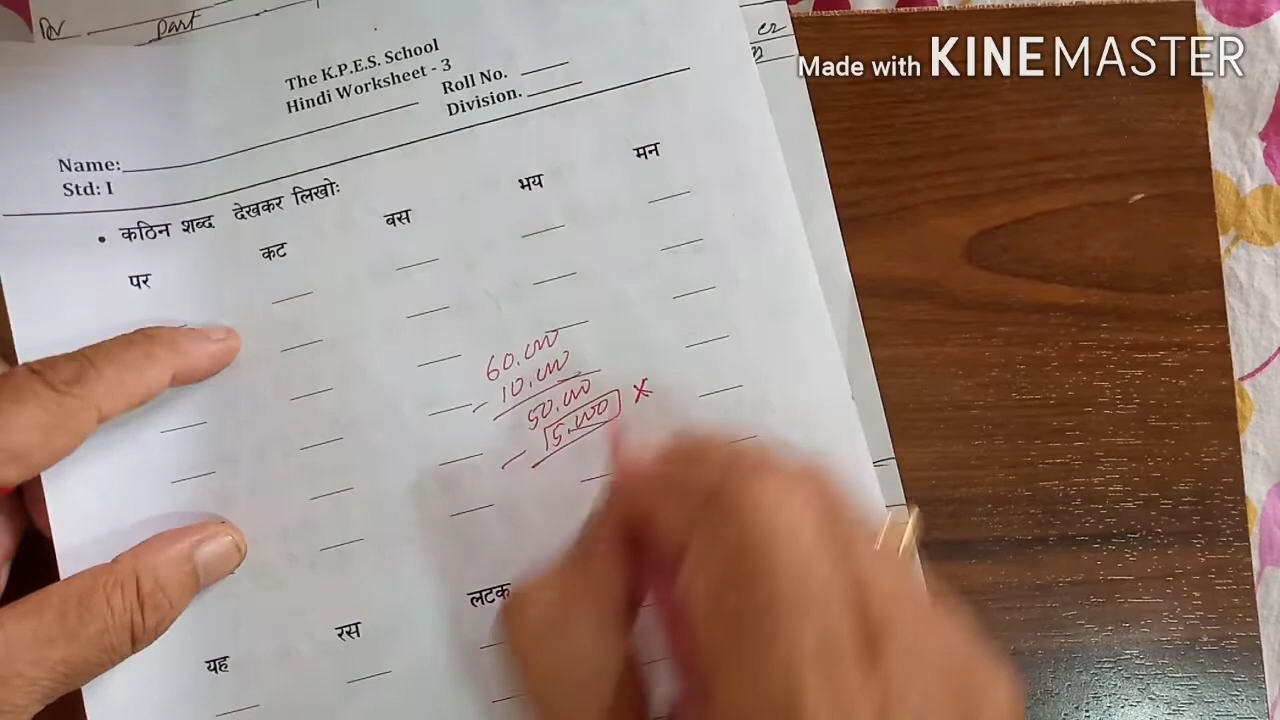 Part
Made with KINEMASTER
The K.P.E.S. School
Hindi Worksheet - 3
Name:
Roll No.
Std: I
Division.
• कठिन शब्द देखकर लिखोः
पर कट बस भय मन
60.000
- 10.000
50.000
- 5.000 x
यह रस लटक